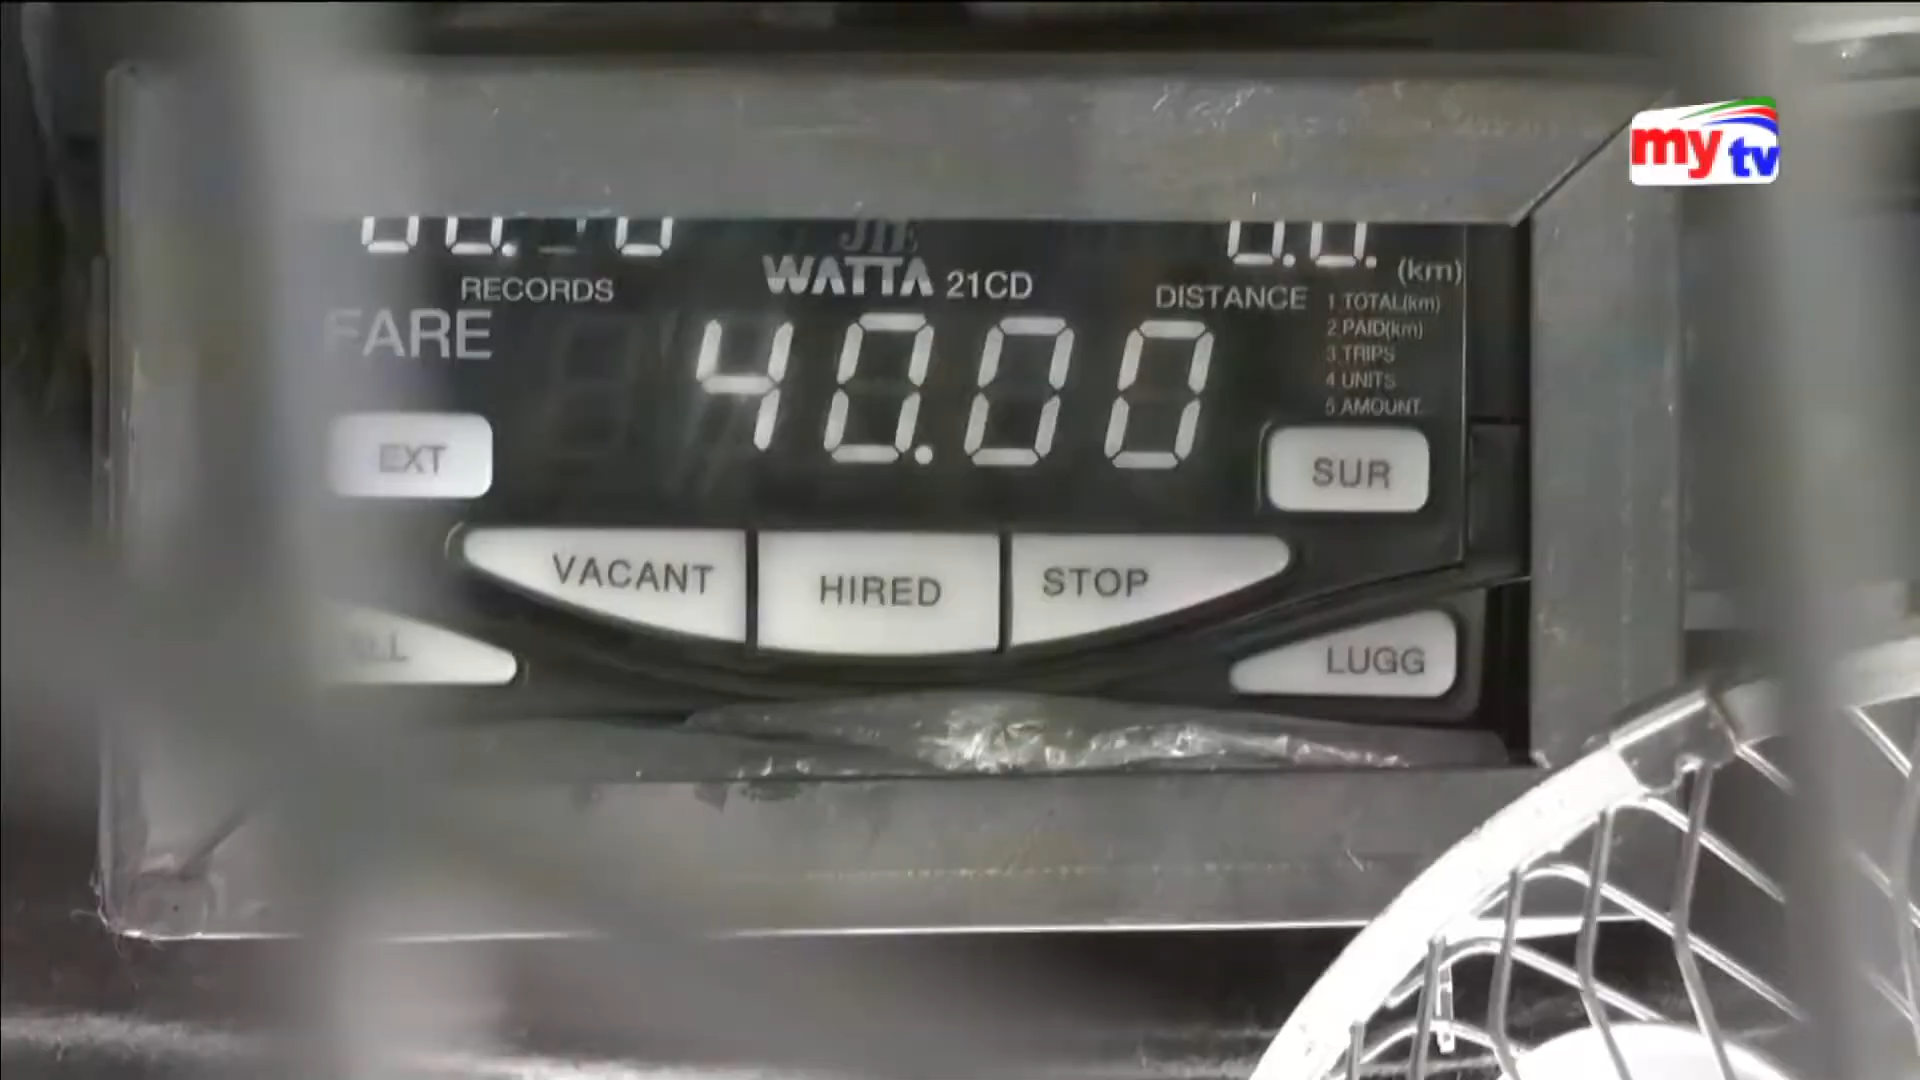 my tv
RECORDS
WATTA 21CD
(km)
DISTANCE
1 TOTAL(km)
2 PAID(km)
3 TRIPS
4 UNITS
5 AMOUNT
FARE
40.00
EXT
SUR
VACANT
HIRED
STOP
LUGG